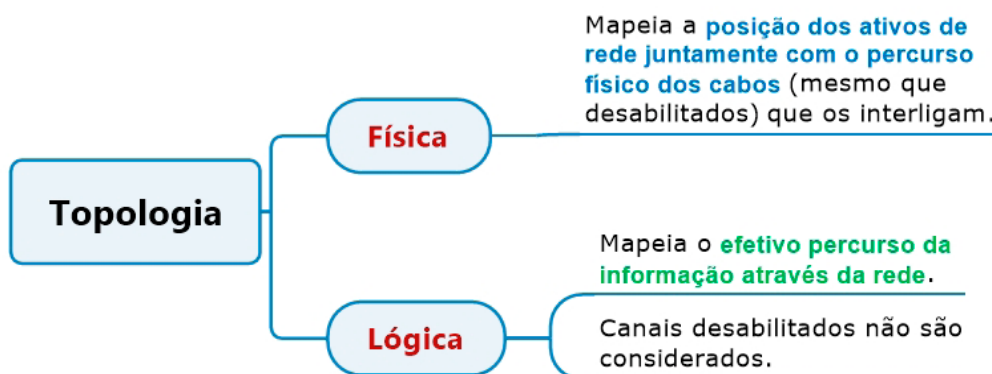 Topologia
Física
Mapeia a posição dos ativos de
rede juntamente com o percurso
físico dos cabos (mesmo que
desabilitados) que os interligam.
Lógica
Mapeia o efetivo percurso da
informação através da rede.
Canais desabilitados não são
considerados.